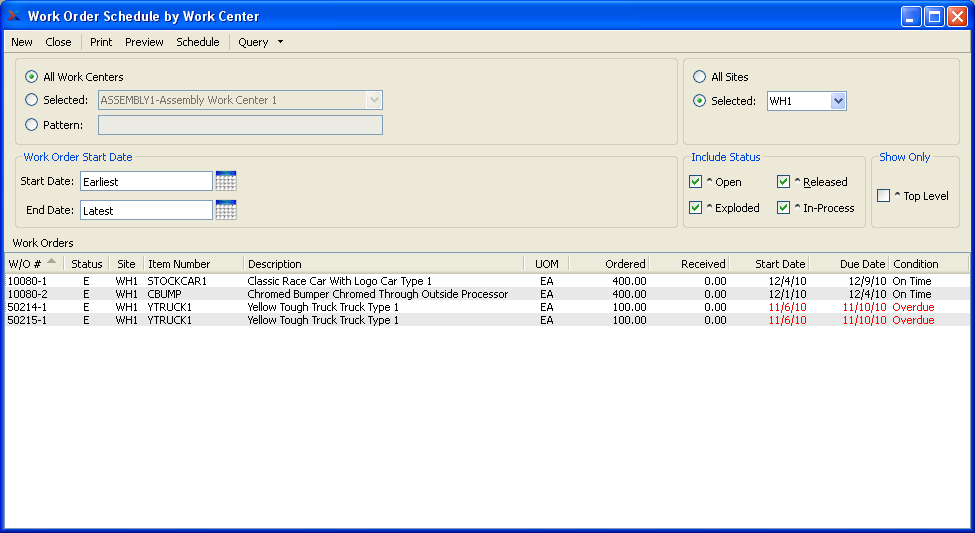 Work Order Schedule by Work Center
New Close Print Preview Schedule Query
All Work Centers
Selected: ASSEMBLY1-Assembly Work Center 1
Pattern:
All Sites
Selected: WH1
Work Order Start Date
Start Date: Earliest
End Date: Latest
Include Status
^ Open ^ Released
^ Exploded ^ In-Process
Show Only
^ Top Level
Work Orders
W/O # Status Site Item Number Description UOM Ordered Received Start Date Due Date Condition
10080-1 E WH1 STOCKCAR1 Classic Race Car With Logo Car Type 1 EA 400.00 0.00 12/4/10 12/9/10 On Time
10080-2 E WH1 CBUMP Chromed Bumper Chromed Through Outside Processor EA 400.00 0.00 12/1/10 12/4/10 On Time
50214-1 E WH1 YTRUCK1 Yellow Tough Truck Truck Type 1 EA 100.00 0.00 11/6/10 11/10/10 Overdue
50215-1 E WH1 YTRUCK1 Yellow Tough Truck Truck Type 1 EA 100.00 0.00 11/6/10 11/10/10 Overdue